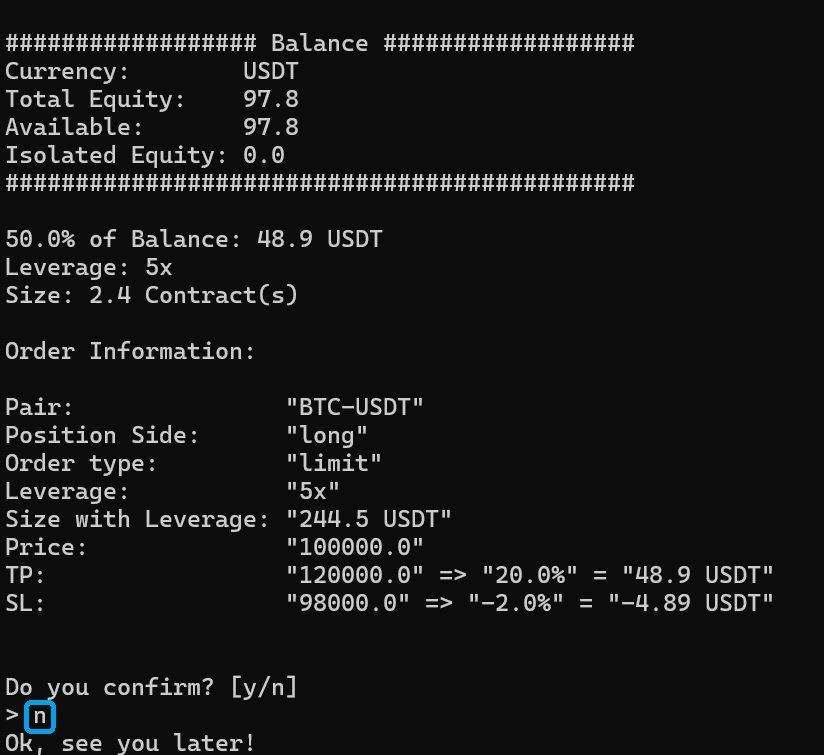 ################## Balance ##################
Currency:        USDT
Total Equity:    97.8
Available:       97.8
Isolated Equity: 0.0
#############################################
50.0% of Balance: 48.9 USDT
Leverage: 5x
Size: 2.4 Contract(s)
Order Information:
Pair:               "BTC-USDT"
Position Side:      "long"
Order type:         "limit"
Leverage:           "5x"
Size with Leverage: "244.5 USDT"
Price:              "100000.0"
TP:                 "120000.0" => "20.0%" = "48.9 USDT"
SL:                 "98000.0" => "-2.0%" = "-4.89 USDT"
Do you confirm? [y/n]
> n
Ok, see you later!